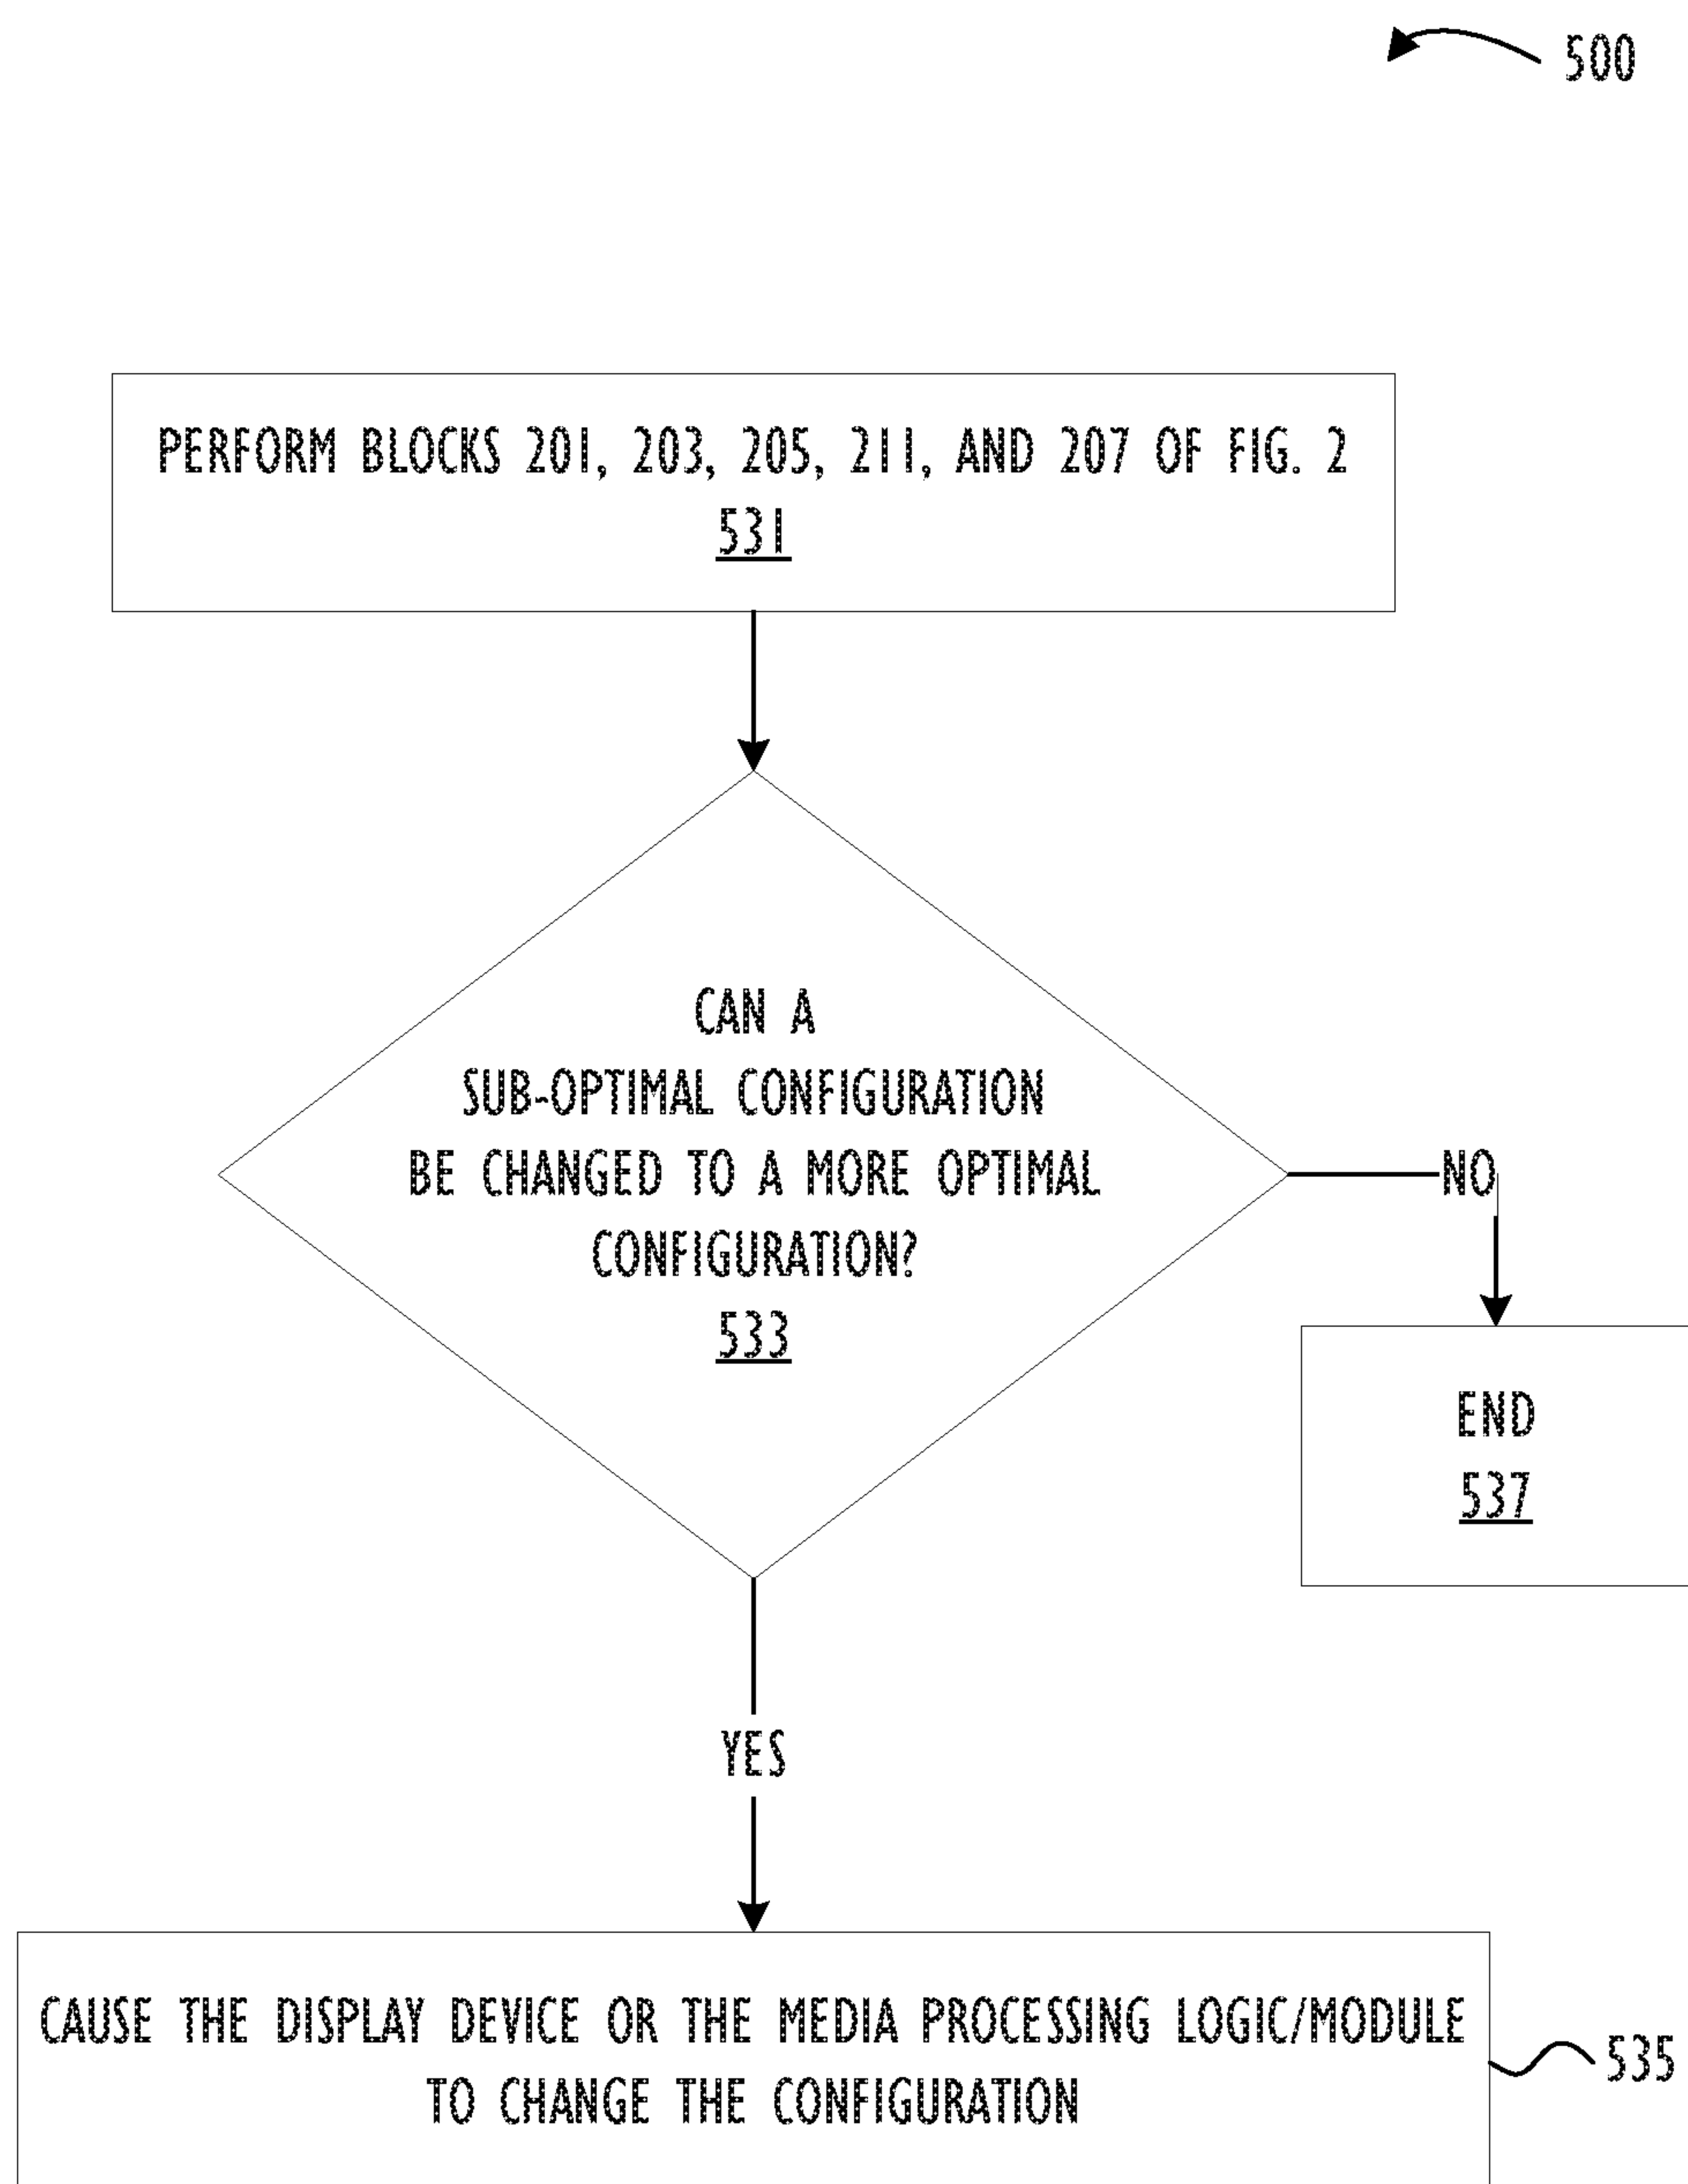 500
PERFORM BLOCKS 201, 203, 205, 211, AND 207 OF FIG. 2
531
CAN A
SUB-OPTIMAL CONFIGURATION
BE CHANGED TO A MORE OPTIMAL
CONFIGURATION?
533
NO
END
537
YES
CAUSE THE DISPLAY DEVICE OR THE MEDIA PROCESSING LOGIC/MODULE
TO CHANGE THE CONFIGURATION
535